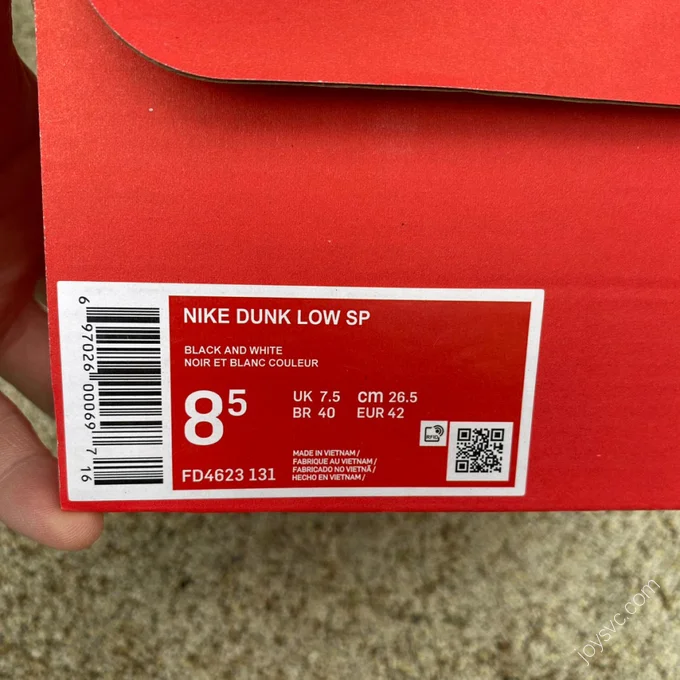 NIKE DUNK LOW SP
BLACK AND WHITE
NOIR ET BLANC COULEUR
8⁵
UK 7.5 cm 26.5
BR 40 EUR 42
FD4623 131
MADE IN VIETNAM /
FABRIQUE AU VIETNAM /
FABRICADO NO VIETNÃ /
HECHO EN VIETNAM /
RFID
6 97026 00069 7 16
joysvc.com